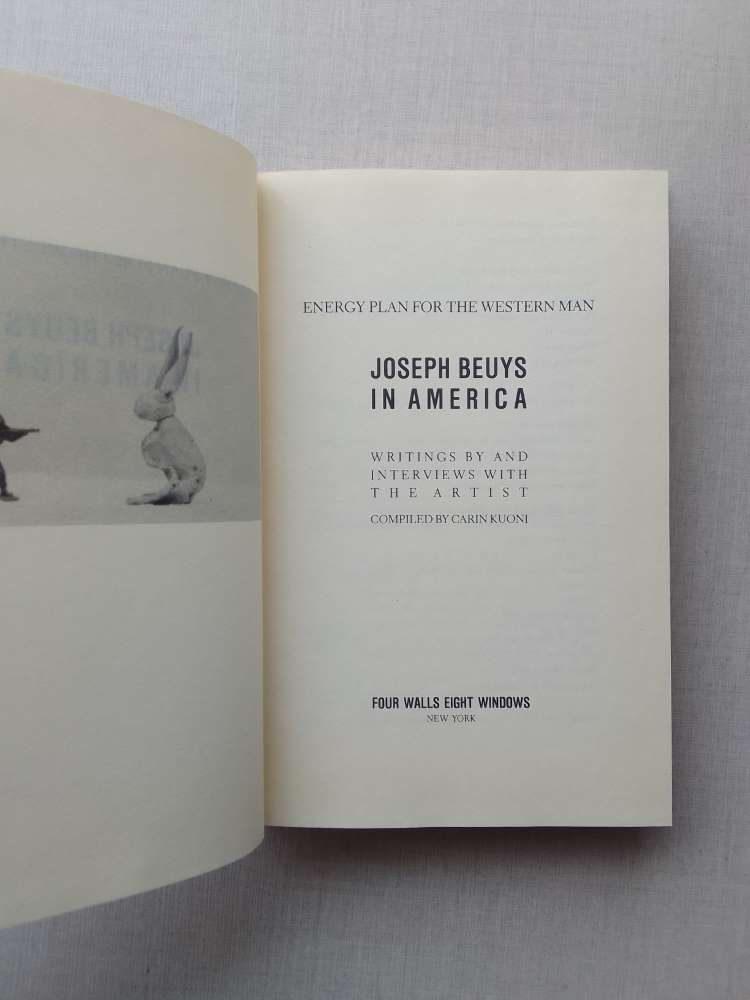 ENERGY PLAN FOR THE WESTERN MAN
JOSEPH BEUYS
IN AMERICA
WRITINGS BY AND
INTERVIEWS WITH
THE ARTIST
COMPILED BY CARIN KUONI
FOUR WALLS EIGHT WINDOWS
NEW YORK